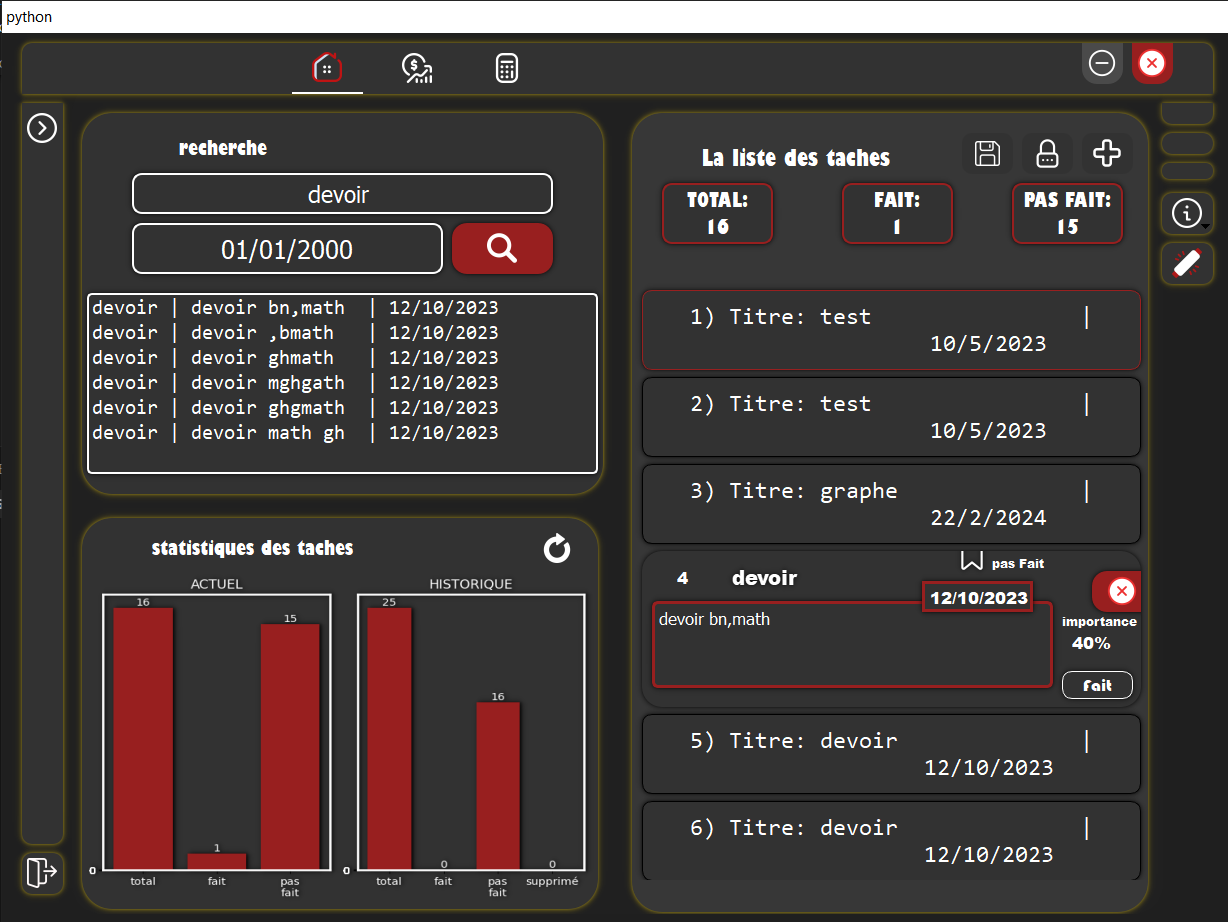 python
recherche
devoir
01/01/2000
devoir | devoir bn,math | 12/10/2023
devoir | devoir ,bmath | 12/10/2023
devoir | devoir ghmath | 12/10/2023
devoir | devoir mghgath | 12/10/2023
devoir | devoir ghgmath | 12/10/2023
devoir | devoir math gh | 12/10/2023
statistiques des taches
ACTUEL
16
1
15
0
total
fait
pas
fait
HISTORIQUE
25
0
16
0
0
total
fait
pas
fait
supprimé
La liste des taches
TOTAL:
16
FAIT:
1
PAS FAIT:
15
1) Titre: test |
10/5/2023
2) Titre: test |
10/5/2023
3) Titre: graphe |
22/2/2024
4 devoir
pas Fait
12/10/2023
devoir bn,math
importance
40%
Fait
5) Titre: devoir |
12/10/2023
6) Titre: devoir |
12/10/2023